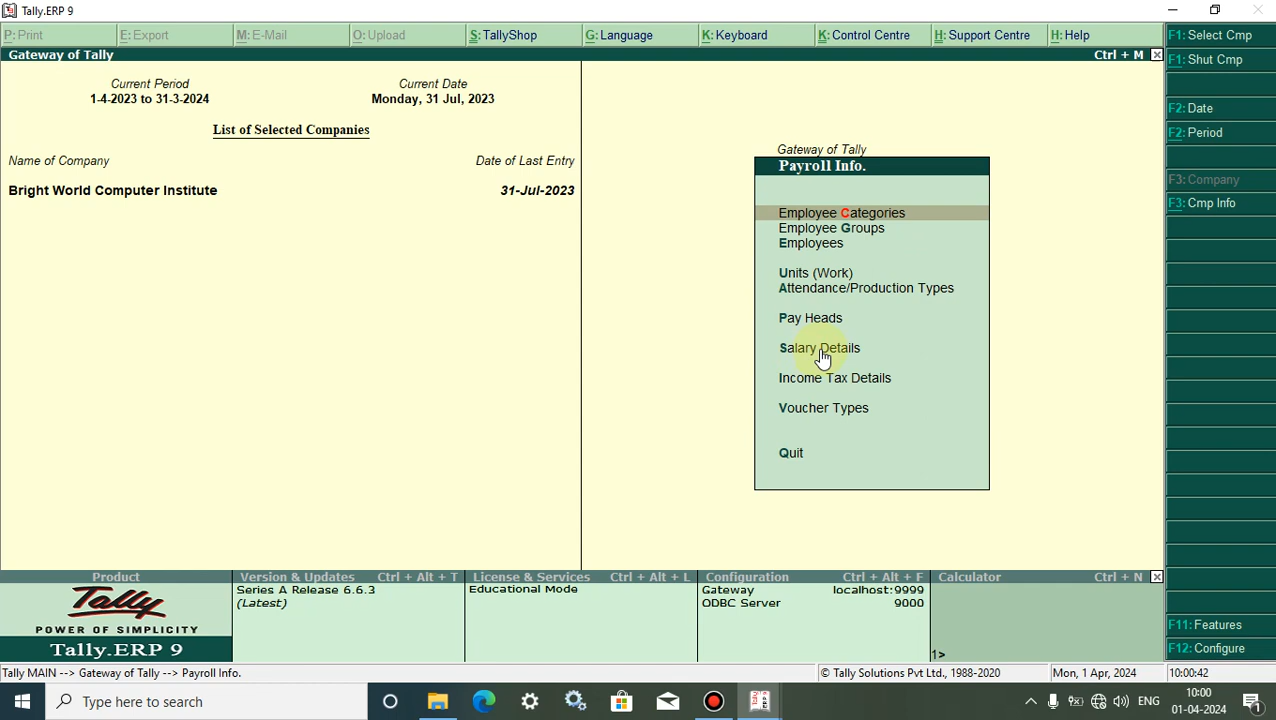 Tally.ERP 9
P: Print E: Export M: E-Mail O: Upload S: TallyShop G: Language K: Keyboard K: Control Centre H: Support Centre H: Help
Gateway of Tally Ctrl + M
Current Period Current Date
1-4-2023 to 31-3-2024 Monday, 31 Jul, 2023
List of Selected Companies
Name of Company Date of Last Entry
Bright World Computer Institute 31-Jul-2023
Gateway of Tally
Payroll Info.
Employee Categories
Employee Groups
Employees
Units (Work)
Attendance/Production Types
Pay Heads
Salary Details
Income Tax Details
Voucher Types
Quit
F1: Select Cmp
F1: Shut Cmp
F2: Date
F2: Period
F3: Company
F3: Cmp Info
F11: Features
F12: Configure
Product
Tally
POWER OF SIMPLICITY
Tally.ERP 9
Version & Updates Ctrl + Alt + T
Series A Release 6.6.3
(Latest)
License & Services Ctrl + Alt + L
Educational Mode
Configuration Ctrl + Alt + F
Gateway localhost:9999
ODBC Server 9000
Calculator Ctrl + N
1>
Tally MAIN --> Gateway of Tally --> Payroll Info. © Tally Solutions Pvt Ltd., 1988-2020 Mon, 1 Apr, 2024 10:00:42
Type here to search
ENG
10:00
01-04-2024
1